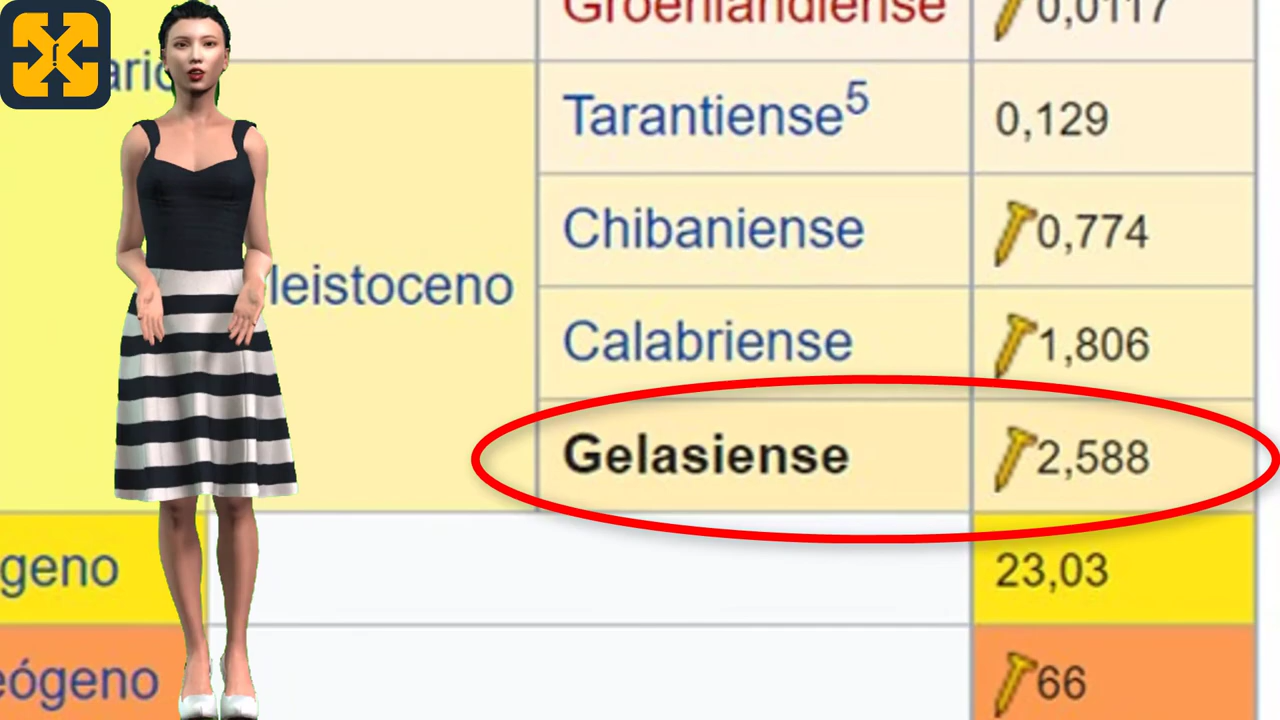 Groenlandiense 0,0117
Tarantiense5 0,129
Chibaniense 0,774
leistoceno
Calabriense 1,806
Gelasiense 2,588
geno 23,03
eógeno 66